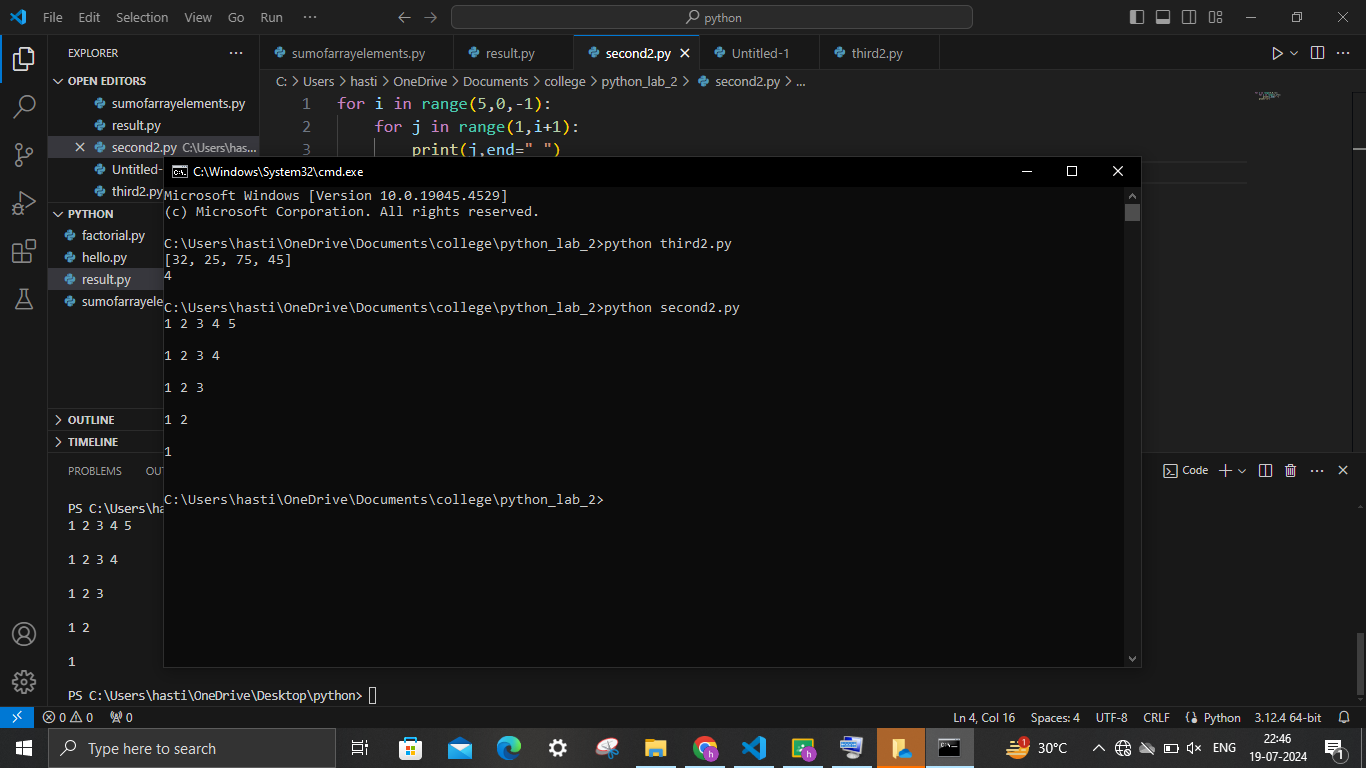 File Edit Selection View Go Run ··· python
EXPLORER ···
OPEN EDITORS
sumofarrayelements.py
result.py
second2.py C:\Users\has...
Untitled-
third2.py
PYTHON
factorial.py
hello.py
result.py
sumofarrayele
OUTLINE
TIMELINE
sumofarrayelements.py result.py second2.py Untitled-1 third2.py
C: > Users > hasti > OneDrive > Documents > college > python_lab_2 > second2.py > ...
1 for i in range(5,0,-1):
2 for j in range(1,i+1):
3 print(j,end=" ")
C:\Windows\System32\cmd.exe
Microsoft Windows [Version 10.0.19045.4529]
(c) Microsoft Corporation. All rights reserved.
C:\Users\hasti\OneDrive\Documents\college\python_lab_2>python third2.py
[32, 25, 75, 45]
4
C:\Users\hasti\OneDrive\Documents\college\python_lab_2>python second2.py
1 2 3 4 5
1 2 3 4
1 2 3
1 2
1
C:\Users\hasti\OneDrive\Documents\college\python_lab_2>
PROBLEMS OU
Code
PS C:\Users\ha
1 2 3 4 5
1 2 3 4
1 2 3
1 2
1
PS C:\Users\hasti\OneDrive\Desktop\python>
0 0 0 Ln 4, Col 16 Spaces: 4 UTF-8 CRLF Python 3.12.4 64-bit
Type here to search
1 30°C ENG 22:46
19-07-2024
1